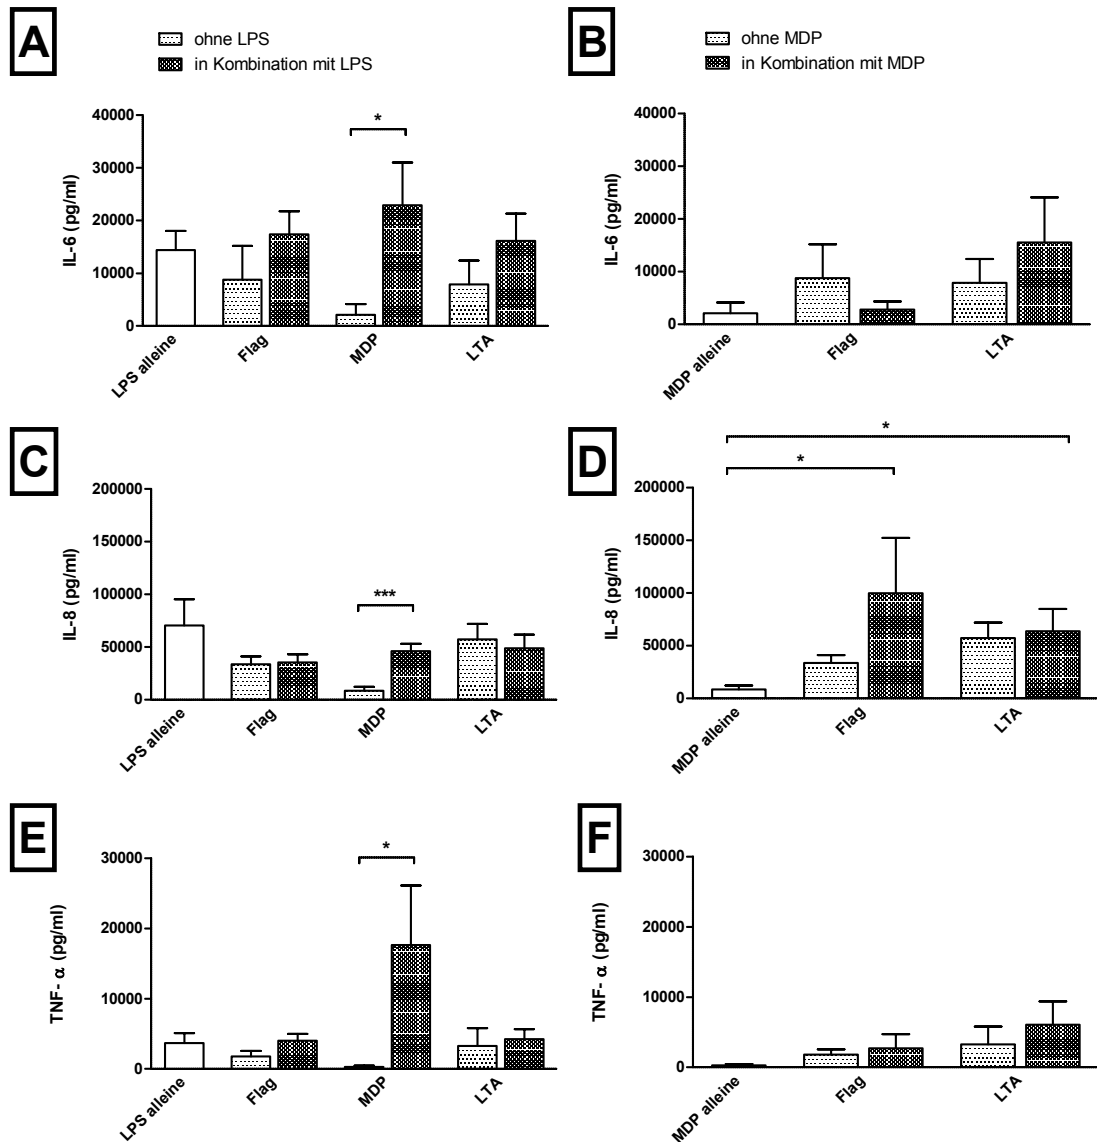 A
ohne LPS
in Kombination mit LPS
40000
30000
20000
10000
0
IL-6 (pg/ml)
*
LPS alleine
Flag
MDP
LTA
B
ohne MDP
in Kombination mit MDP
40000
30000
20000
10000
0
IL-6 (pg/ml)
MDP alleine
Flag
LTA
C
200000
150000
100000
50000
0
IL-8 (pg/ml)
***
LPS alleine
Flag
MDP
LTA
D
*
*
200000
150000
100000
50000
0
IL-8 (pg/ml)
MDP alleine
Flag
LTA
E
30000
20000
10000
0
TNF- α (pg/ml)
*
LPS alleine
Flag
MDP
LTA
F
30000
20000
10000
0
TNF- α (pg/ml)
MDP alleine
Flag
LTA